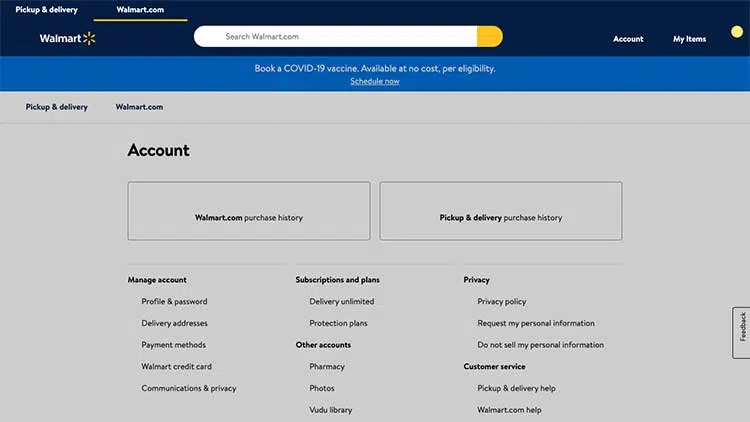 Pickup & delivery
Walmart.com
Walmart
Search Walmart.com
Account
My Items
Book a COVID-19 vaccine. Available at no cost, per eligibility.
Schedule now
Pickup & delivery
Walmart.com
Account
Walmart.com purchase history
Pickup & delivery purchase history
Manage account
Profile & password
Delivery addresses
Payment methods
Walmart credit card
Communications & privacy
Subscriptions and plans
Delivery unlimited
Protection plans
Other accounts
Pharmacy
Photos
Vudu library
Privacy
Privacy policy
Request my personal information
Do not sell my personal information
Customer service
Pickup & delivery help
Walmart.com help
Feedback